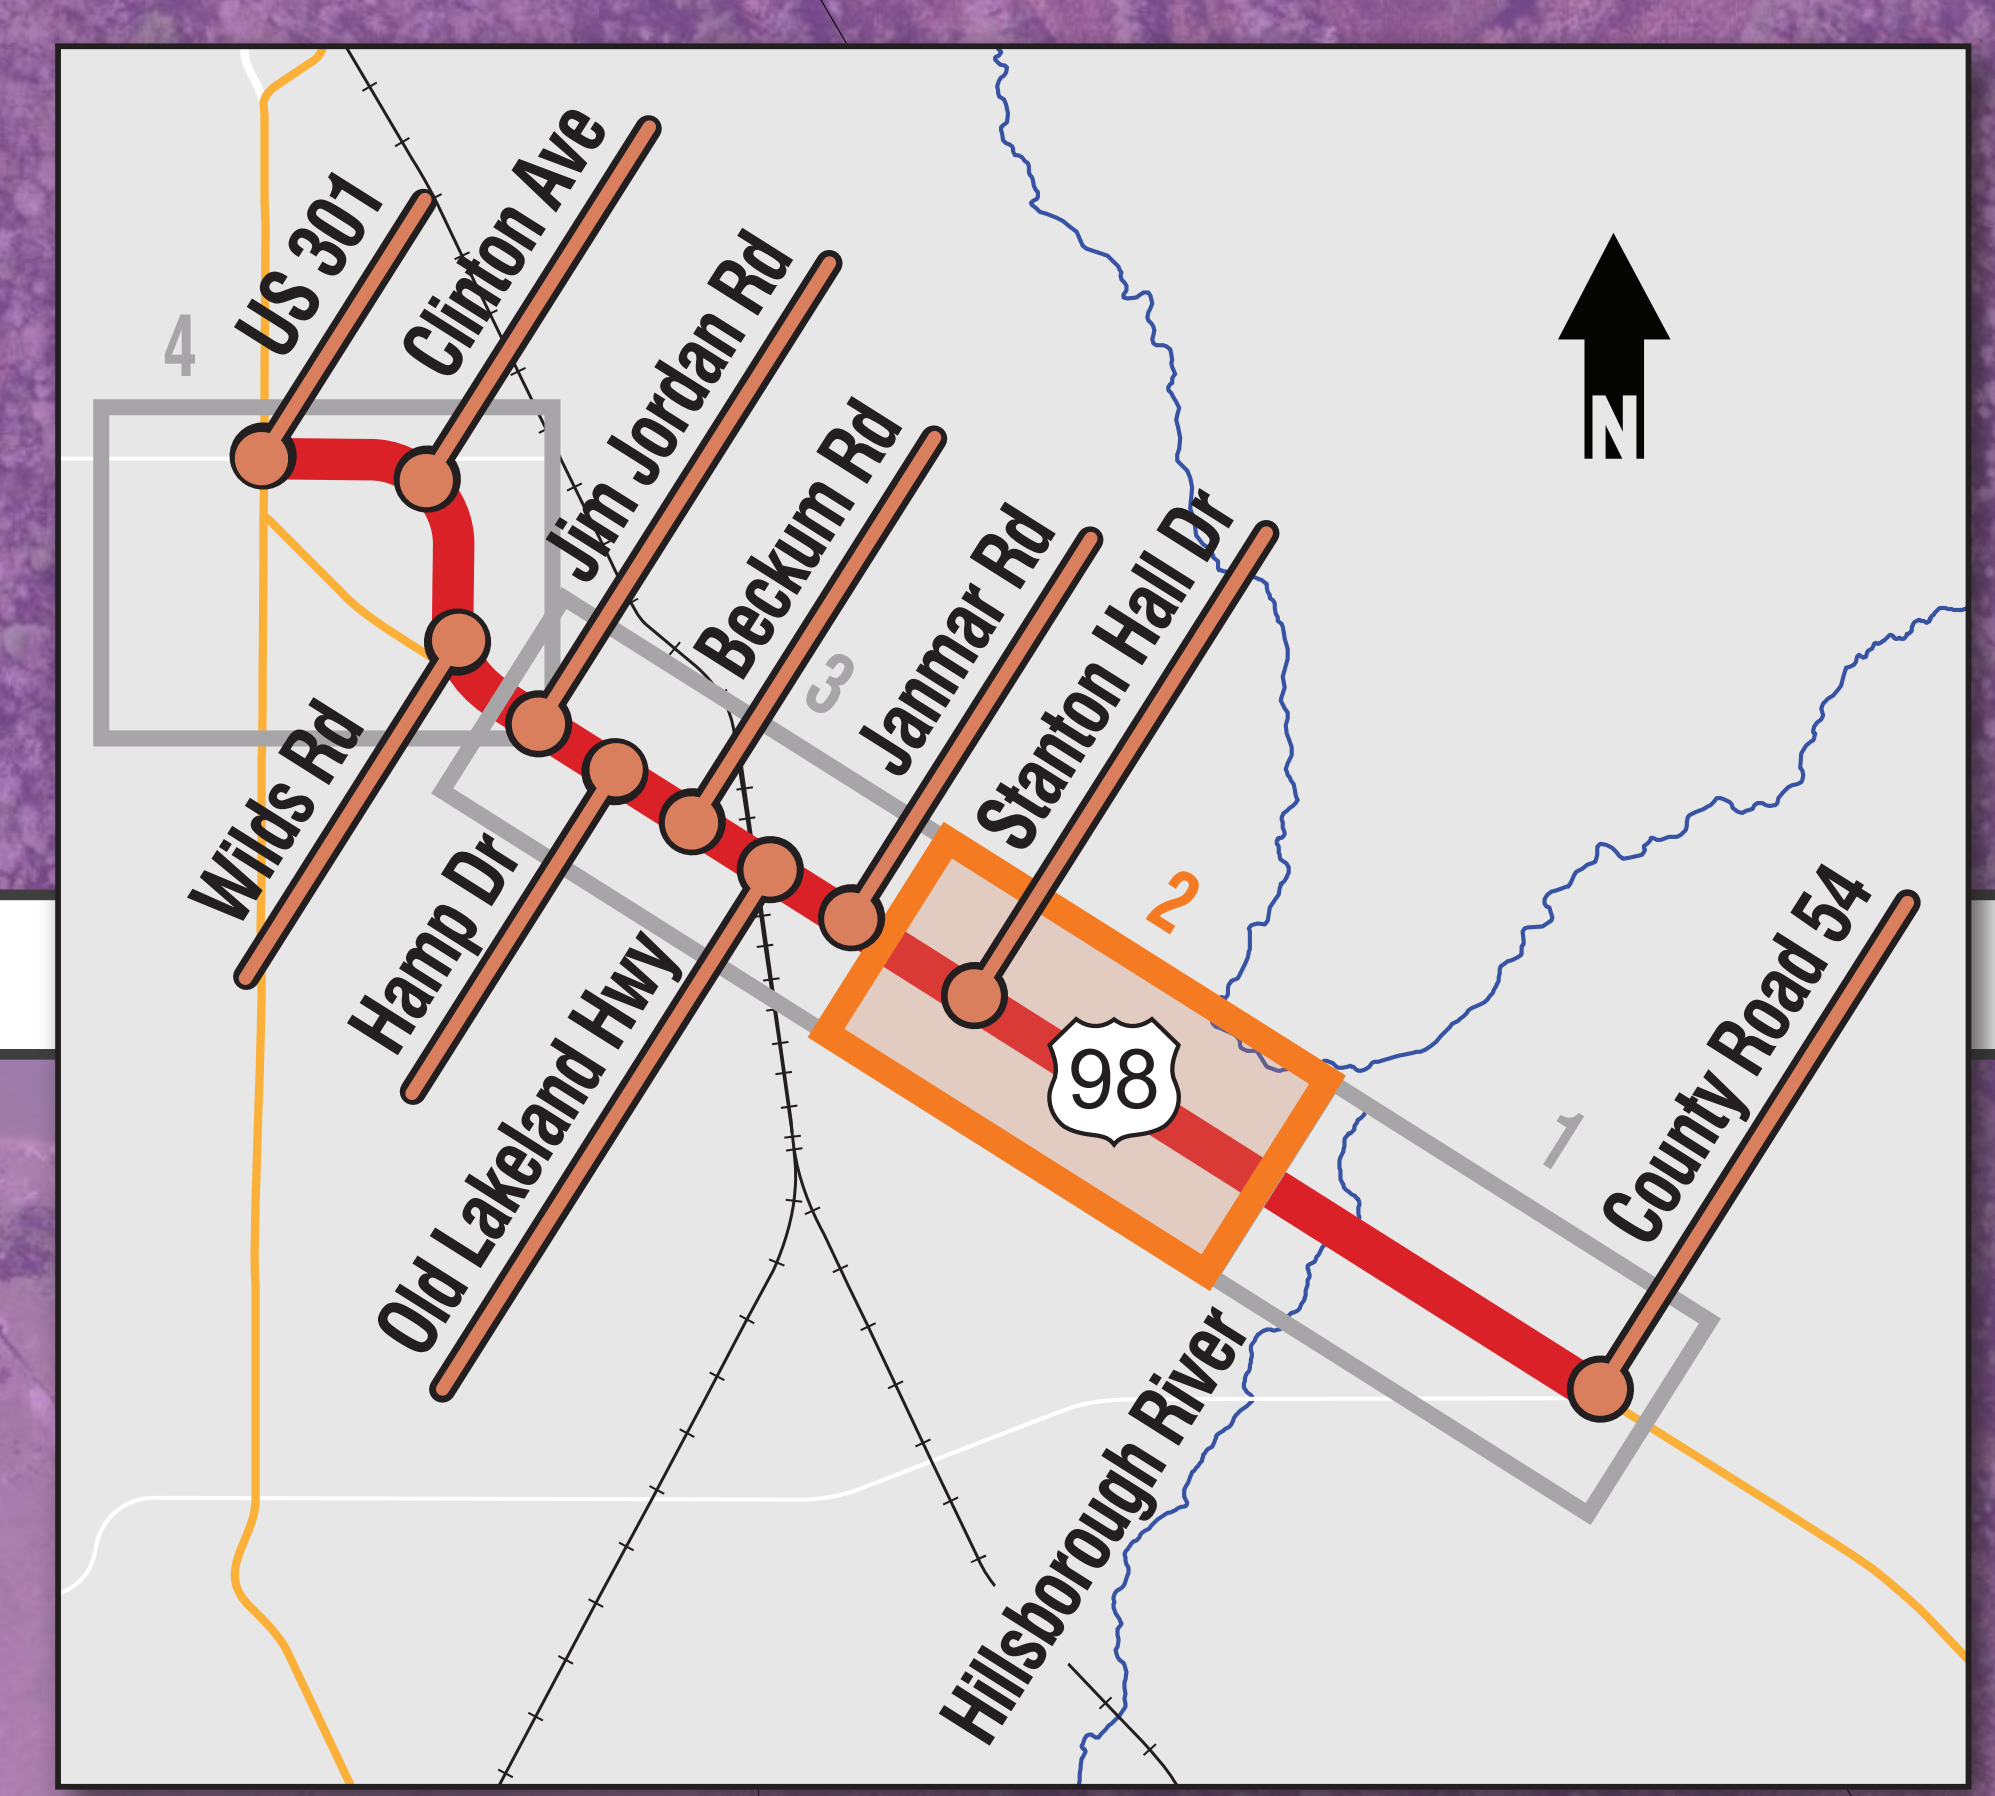 US 301
Clinton Ave
4
Jim Jordan Rd
N
Beckum Rd
Jammar Rd
Stanton Hall Dr
3
Wilds Rd
Hamp Dr
2
98
Old Lakeland Hwy
1
County Road 54
Hillsborough River